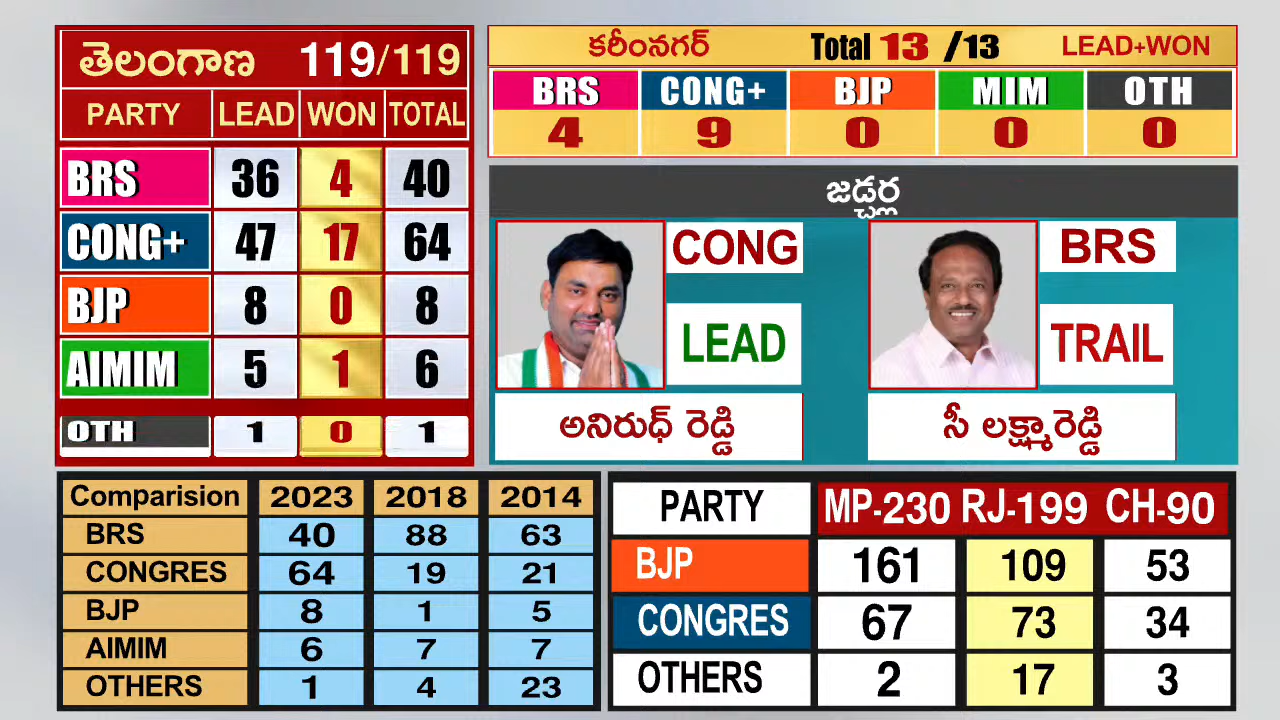 తెలంగాణ 119/119
PARTY LEAD WON TOTAL
BRS 36 4 40
CONG+ 47 17 64
BJP 8 0 8
AIMIM 5 1 6
OTH 1 0 1
కరీంనగర్ Total 13 /13 LEAD+WON
BRS CONG+ BJP MIM OTH
4 9 0 0 0
జడ్చర్ల
CONG
LEAD
అనిరుధ్ రెడ్డి
BRS
TRAIL
సీ లక్ష్మారెడ్డి
Comparision 2023 2018 2014
BRS 40 88 63
CONGRES 64 19 21
BJP 8 1 5
AIMIM 6 7 7
OTHERS 1 4 23
PARTY MP-230 RJ-199 CH-90
BJP 161 109 53
CONGRES 67 73 34
OTHERS 2 17 3